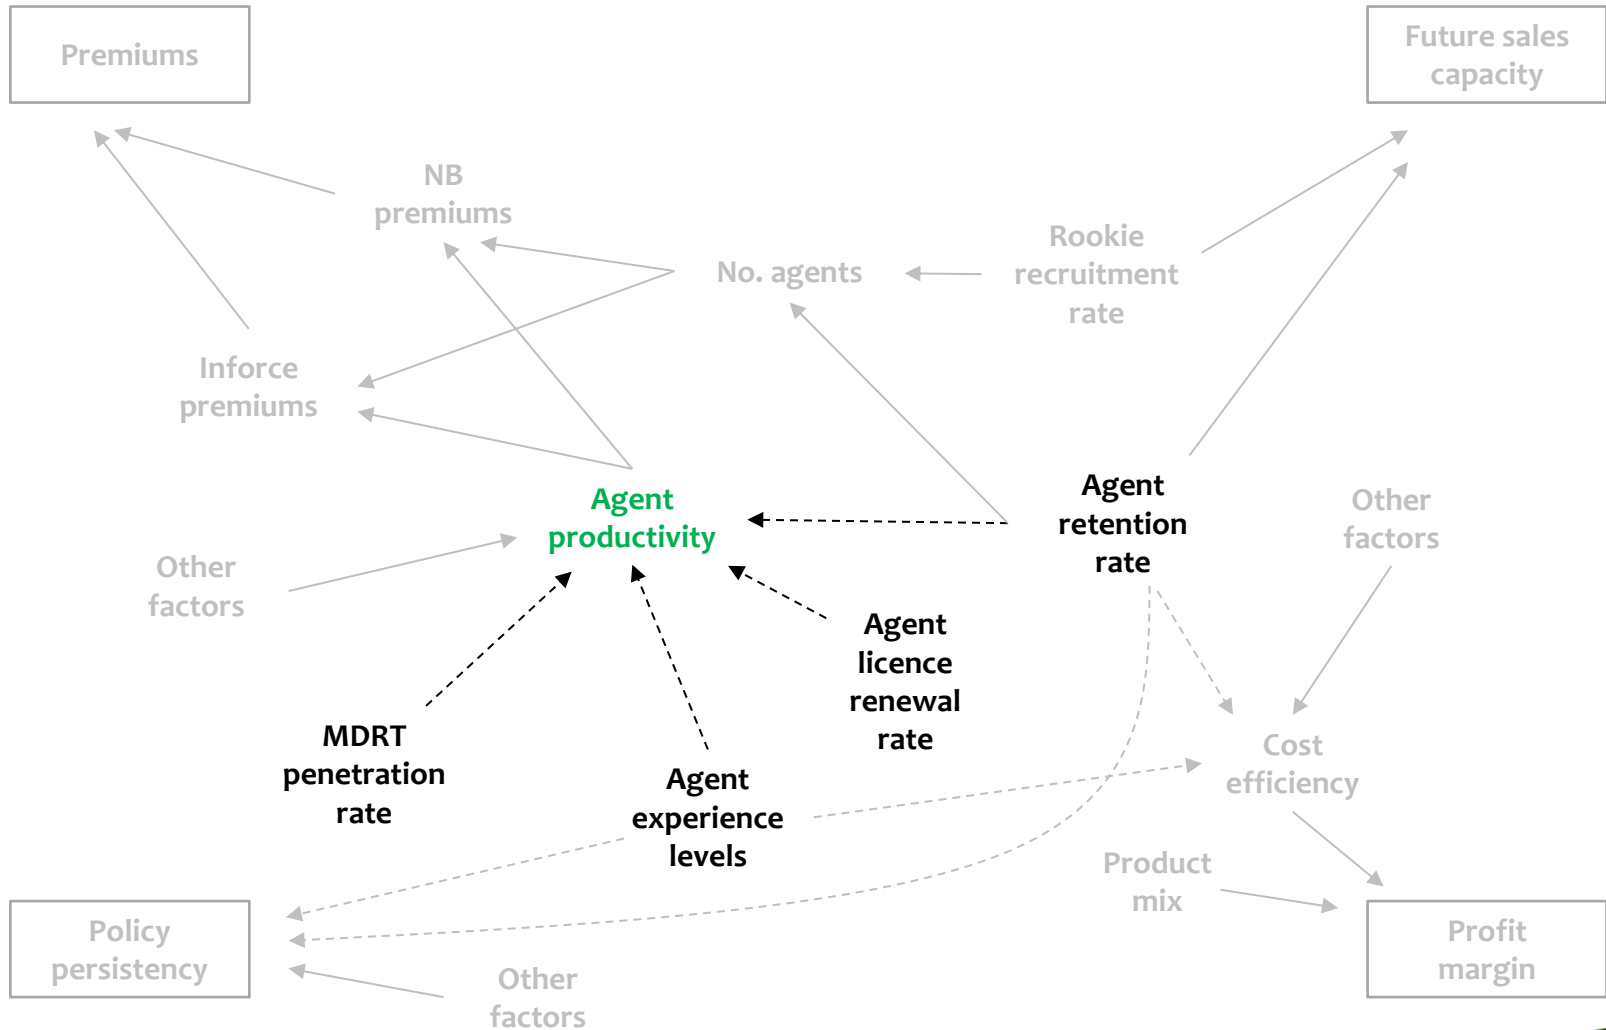 Premiums
Future sales
capacity
NB
premiums
No. agents
Rookie
recruitment
rate
Inforce
premiums
Agent
productivity
Agent
retention
rate
Other
factors
Other
factors
Agent
licence
renewal
rate
MDRT
penetration
rate
Agent
experience
levels
Cost
efficiency
Product
mix
Policy
persistency
Other
factors
Profit
margin